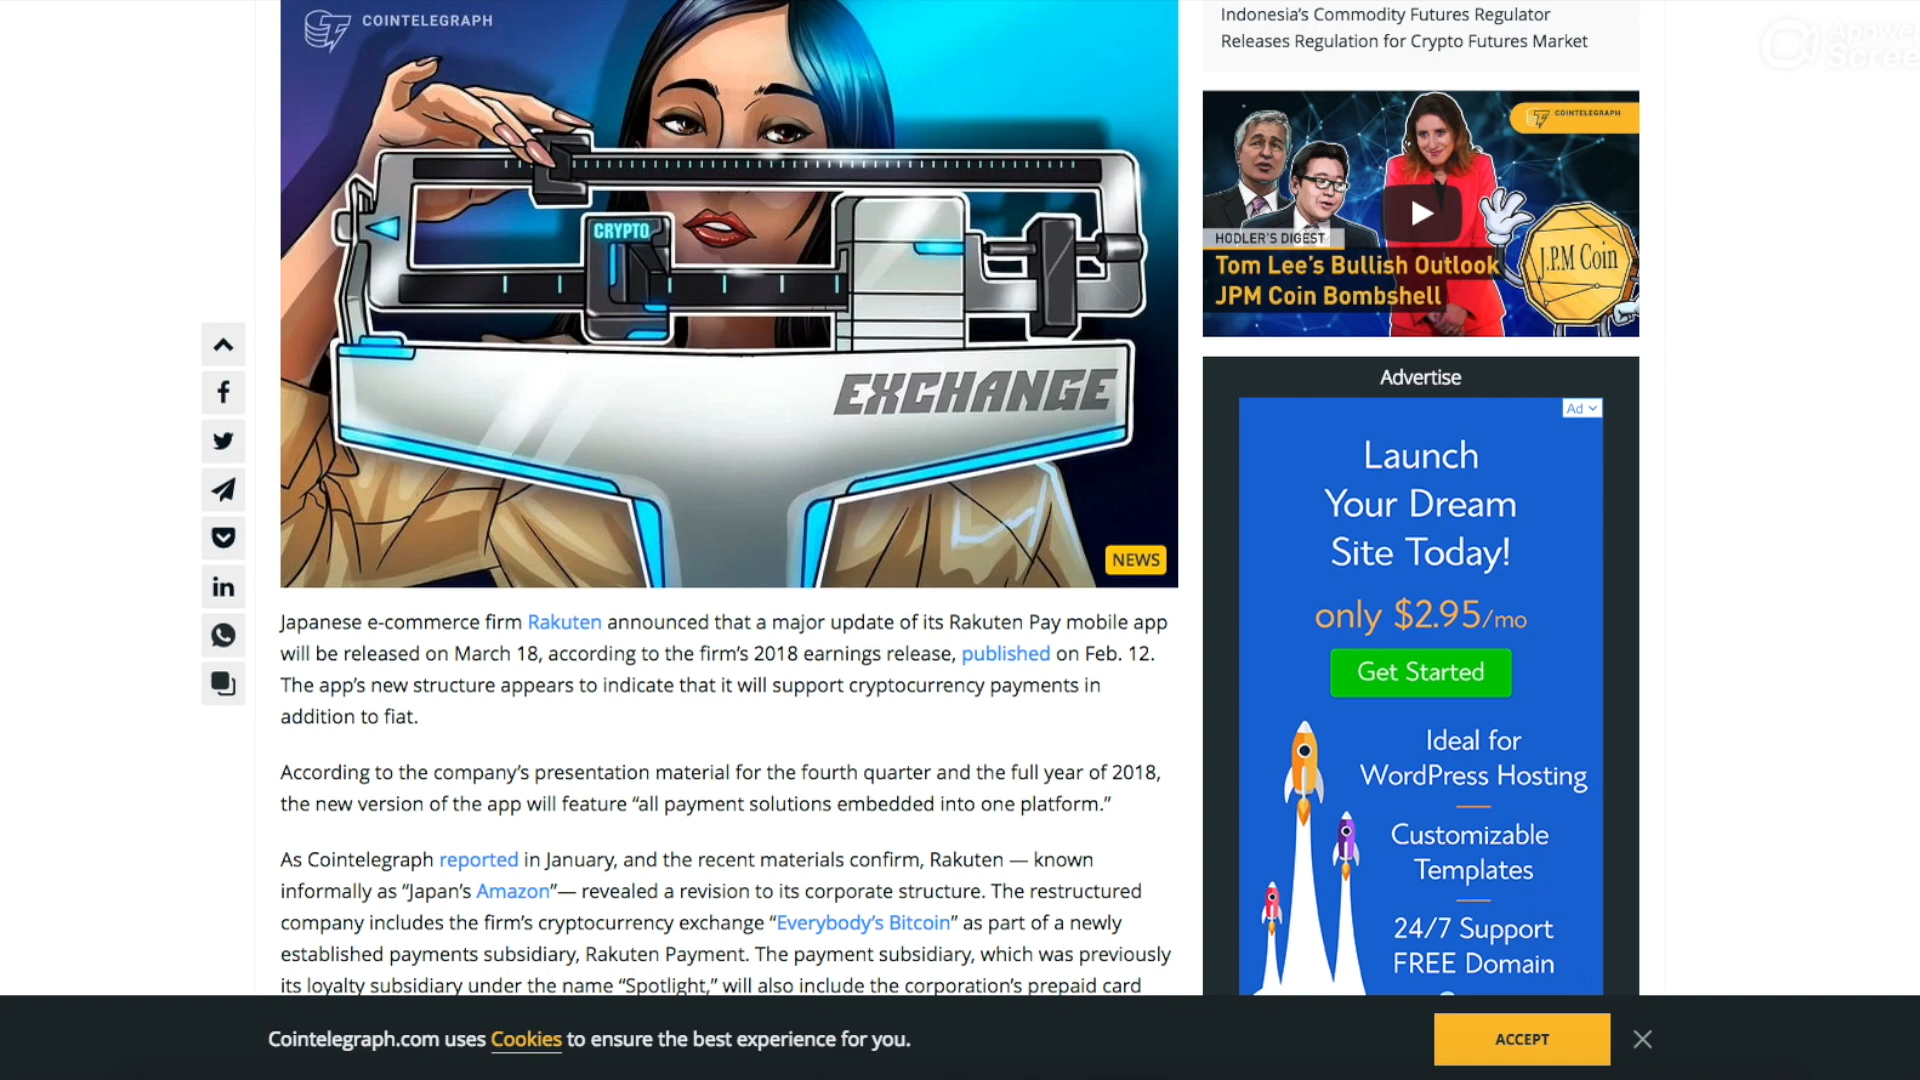 COINTELEGRAPH
CRYPTO
EXCHANGE
NEWS
Japanese e-commerce firm Rakuten announced that a major update of its Rakuten Pay mobile app
will be released on March 18, according to the firm’s 2018 earnings release, published on Feb. 12.
The app’s new structure appears to indicate that it will support cryptocurrency payments in
addition to fiat.
According to the company’s presentation material for the fourth quarter and the full year of 2018,
the new version of the app will feature “all payment solutions embedded into one platform.”
As Cointelegraph reported in January, and the recent materials confirm, Rakuten — known
informally as “Japan’s Amazon”— revealed a revision to its corporate structure. The restructured
company includes the firm’s cryptocurrency exchange “Everybody’s Bitcoin” as part of a newly
established payments subsidiary, Rakuten Payment. The payment subsidiary, which was previously
its loyalty subsidiary under the name “Spotlight,” will also include the corporation’s prepaid card
Indonesia’s Commodity Futures Regulator
Releases Regulation for Crypto Futures Market
COINTELEGRAPH
HODLER'S DIGEST
Tom Lee's Bullish Outlook
JPM Coin Bombshell
J.P.M Coin
Advertise
Ad
Launch
Your Dream
Site Today!
only $2.95/mo
Get Started
Ideal for
WordPress Hosting
Customizable
Templates
24/7 Support
FREE Domain
Cointelegraph.com uses Cookies to ensure the best experience for you.
ACCEPT